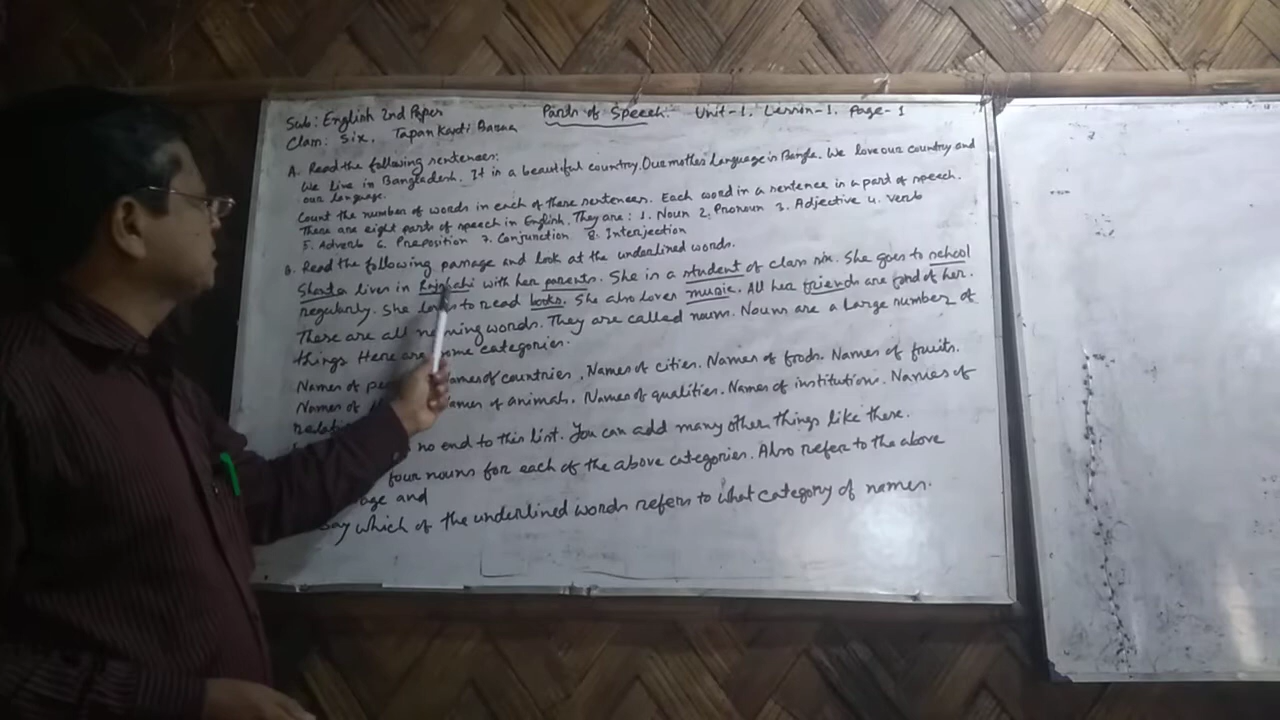 Sub: English 2nd Paper Parts of Speech: Unit-1. Lesson-1. Page-1
Class: Six. Tapan Kanti Barua
A. Read the following sentences:
We live in Bangladesh. It is a beautiful country. Our mother language is Bangla. We love our country and
our language.
Count the number of words in each of these sentences. Each word in a sentence is a part of speech.
There are eight parts of speech in English. They are: 1. Noun 2. Pronoun 3. Adjective 4. verb
5. Adverb 6. Preposition 7. Conjunction 8. Interjection
B. Read the following passage and look at the underlined words.
Shorta lives in Rajshahi with her parents. She is a student of class six. She goes to school
regularly. She loves to read books. She also loves music. All her friends are fond of her.
These are all naming words. They are called noun. Nouns are a large number of
things Here are some categories.
Names of names of countries, Names of cities. Names of foods. Names of fruits.
Names of names of animals. Names of qualities. Names of institution. Names of
no end to this list. You can add many other things like these.
four nouns for each of the above categories. Also refer to the above
and
Say which of the underlined words refers to what category of names.